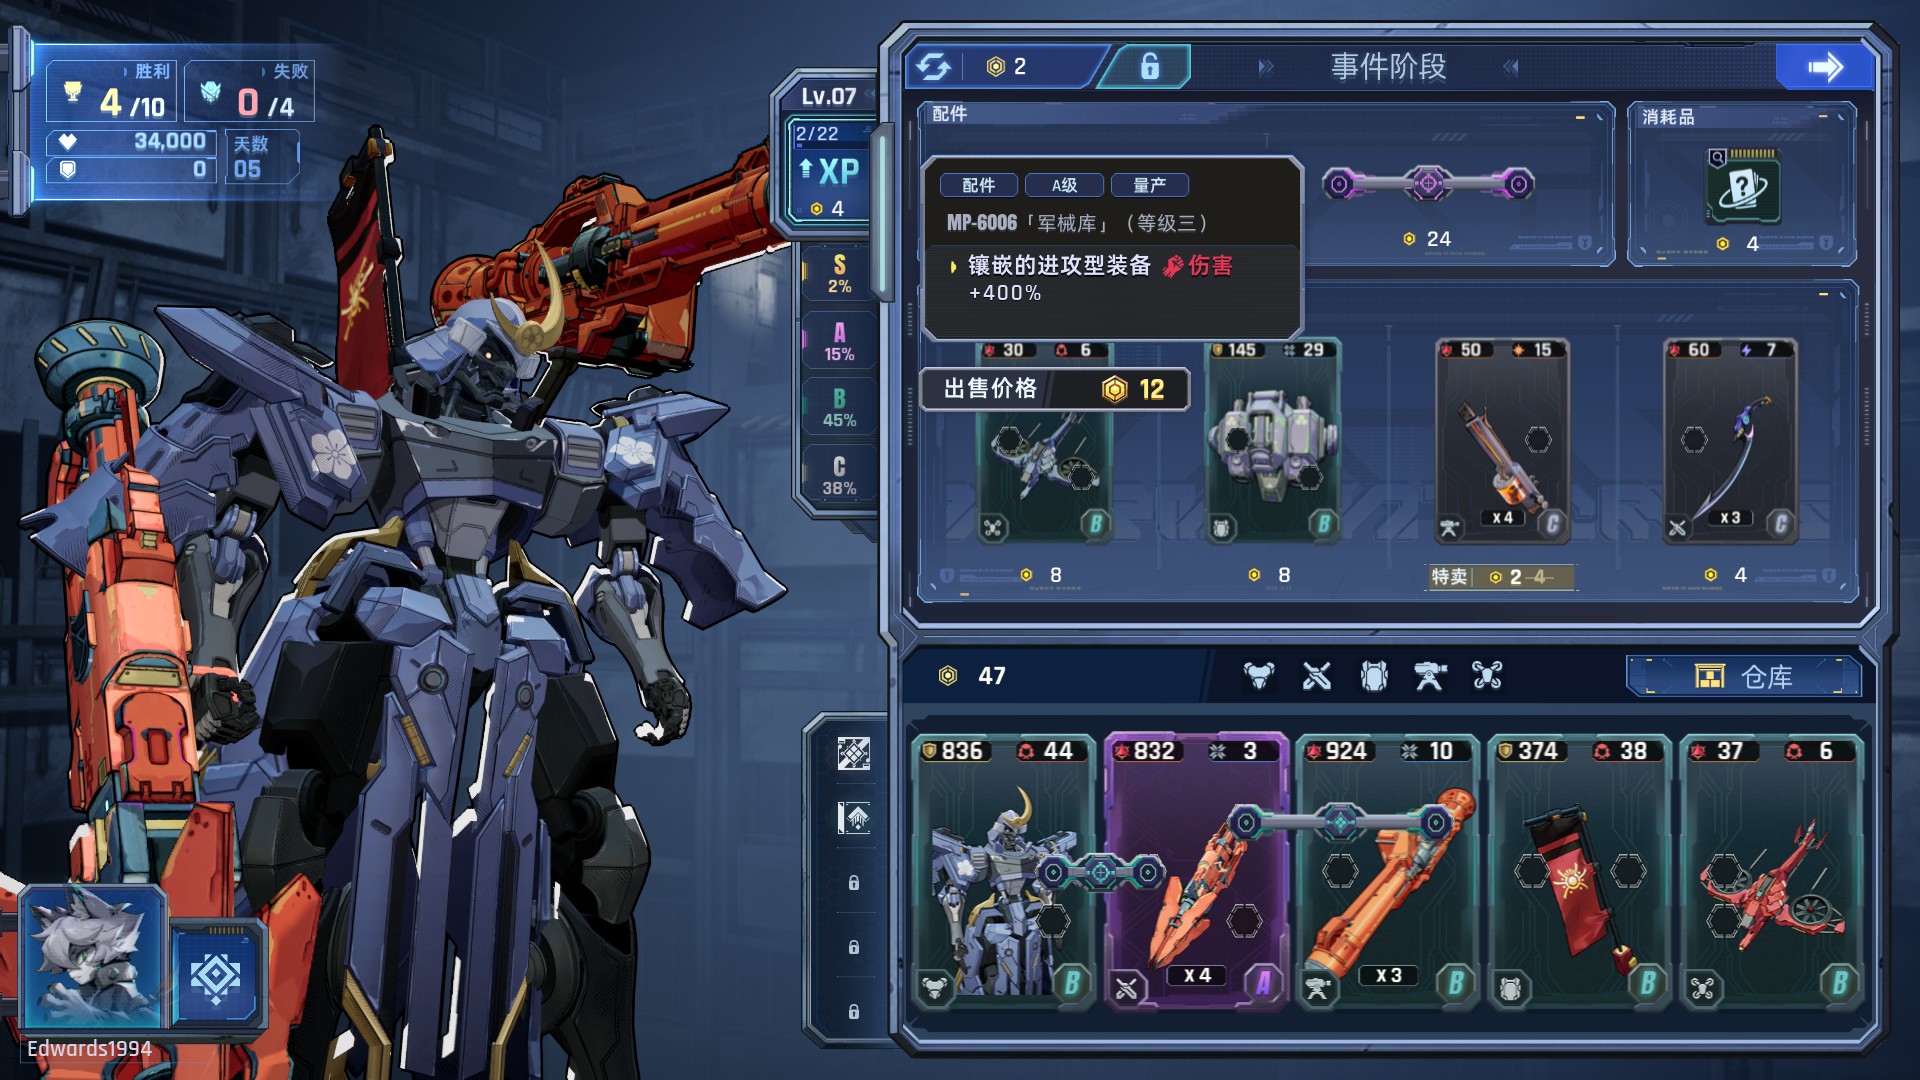 胜利
4 /10
失败
0 /4
34,000
0
天数
05
Lv.07
2/22
XP
4
S
2%
A
15%
B
45%
C
38%
2
事件阶段
配件
24
消耗品
4
配件
A级
量产
MP-6006「军械库」（等级三）
镶嵌的进攻型装备 伤害
+400%
出售价格
12
30
6
B
8
145
29
B
8
50
15
x4
C
特卖
2 4
60
7
x3
C
4
47
仓库
836
44
B
832
3
x4
A
924
10
x3
B
374
38
B
37
6
B
Edwards1994